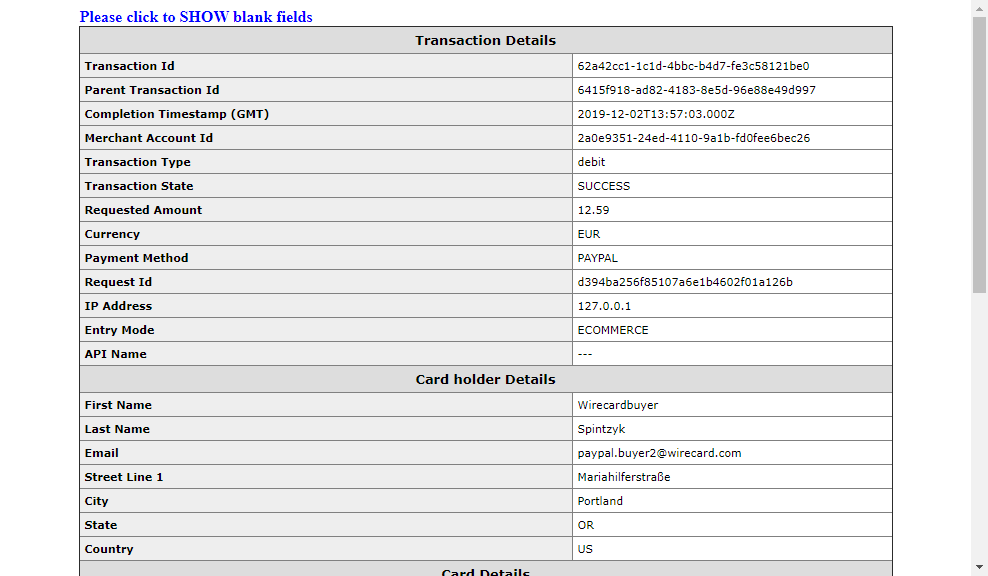 Please click to SHOW blank fields
Transaction Details
Transaction Id 62a42cc1-1c1d-4bbc-b4d7-fe3c58121be0
Parent Transaction Id 6415f918-ad82-4183-8e5d-96e88e49d997
Completion Timestamp (GMT) 2019-12-02T13:57:03.000Z
Merchant Account Id 2a0e9351-24ed-4110-9a1b-fd0fee6bec26
Transaction Type debit
Transaction State SUCCESS
Requested Amount 12.59
Currency EUR
Payment Method PAYPAL
Request Id d394ba256f85107a6e1b4602f01a126b
IP Address 127.0.0.1
Entry Mode ECOMMERCE
API Name ---
Card holder Details
First Name Wirecardbuyer
Last Name Spintzyk
Email paypal.buyer2@wirecard.com
Street Line 1 Mariahilferstraße
City Portland
State OR
Country US
Card Details